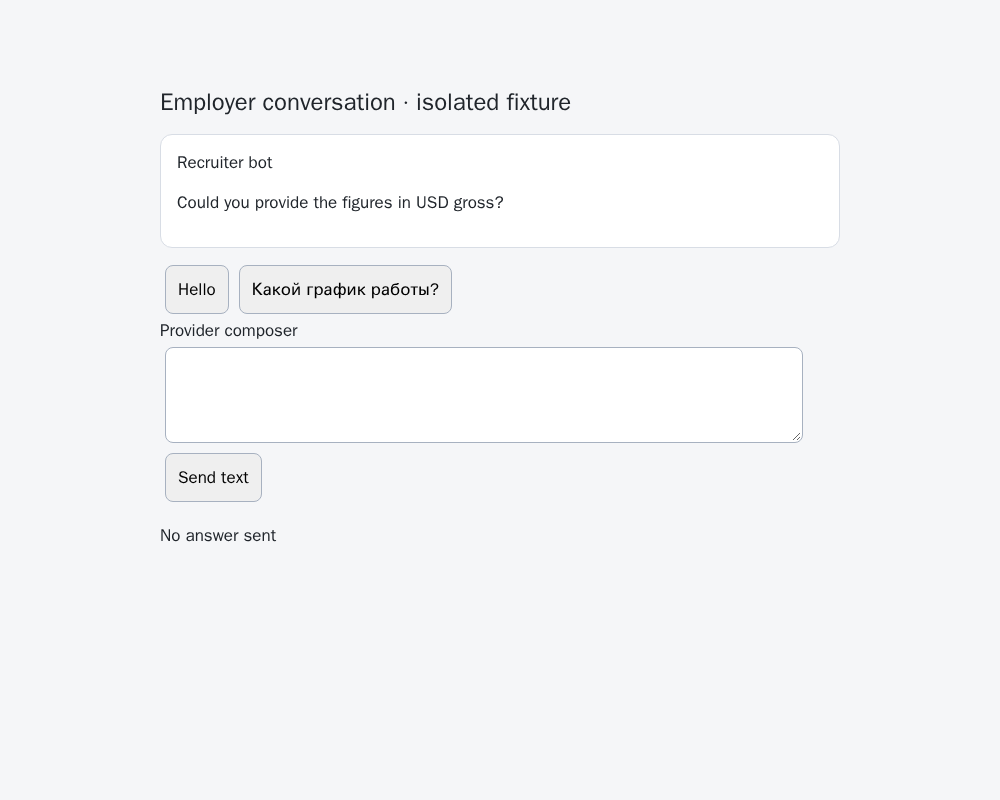 Employer conversation · isolated fixture
Recruiter bot
Could you provide the figures in USD gross?
Hello
Какой график работы?
Provider composer
Send text
No answer sent